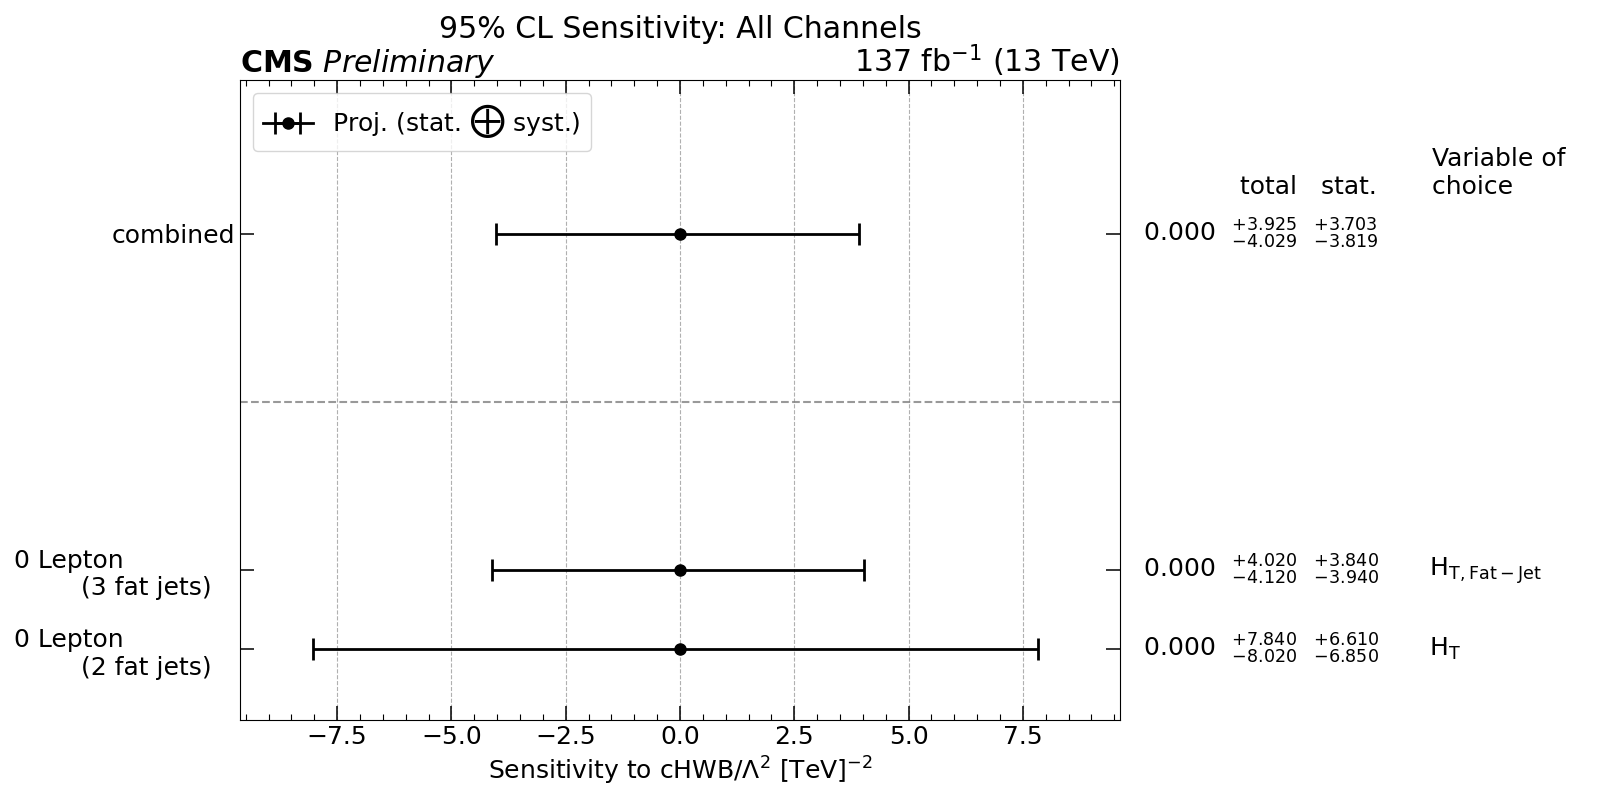 95% CL Sensitivity: All Channels
CMS Preliminary 137 fb⁻¹ (13 TeV)
Proj. (stat. ⊕ syst.)
Variable of
total stat. choice
combined 0.000 +3.925 +3.703
−4.029 −3.819
0 Lepton
(3 fat jets) 0.000 +4.020 +3.840 H_T, Fat−Jet
−4.120 −3.940
0 Lepton
(2 fat jets) 0.000 +7.840 +6.610 H_T
−8.020 −6.850
−7.5 −5.0 −2.5 0.0 2.5 5.0 7.5
Sensitivity to cHWB/Λ² [TeV]⁻²